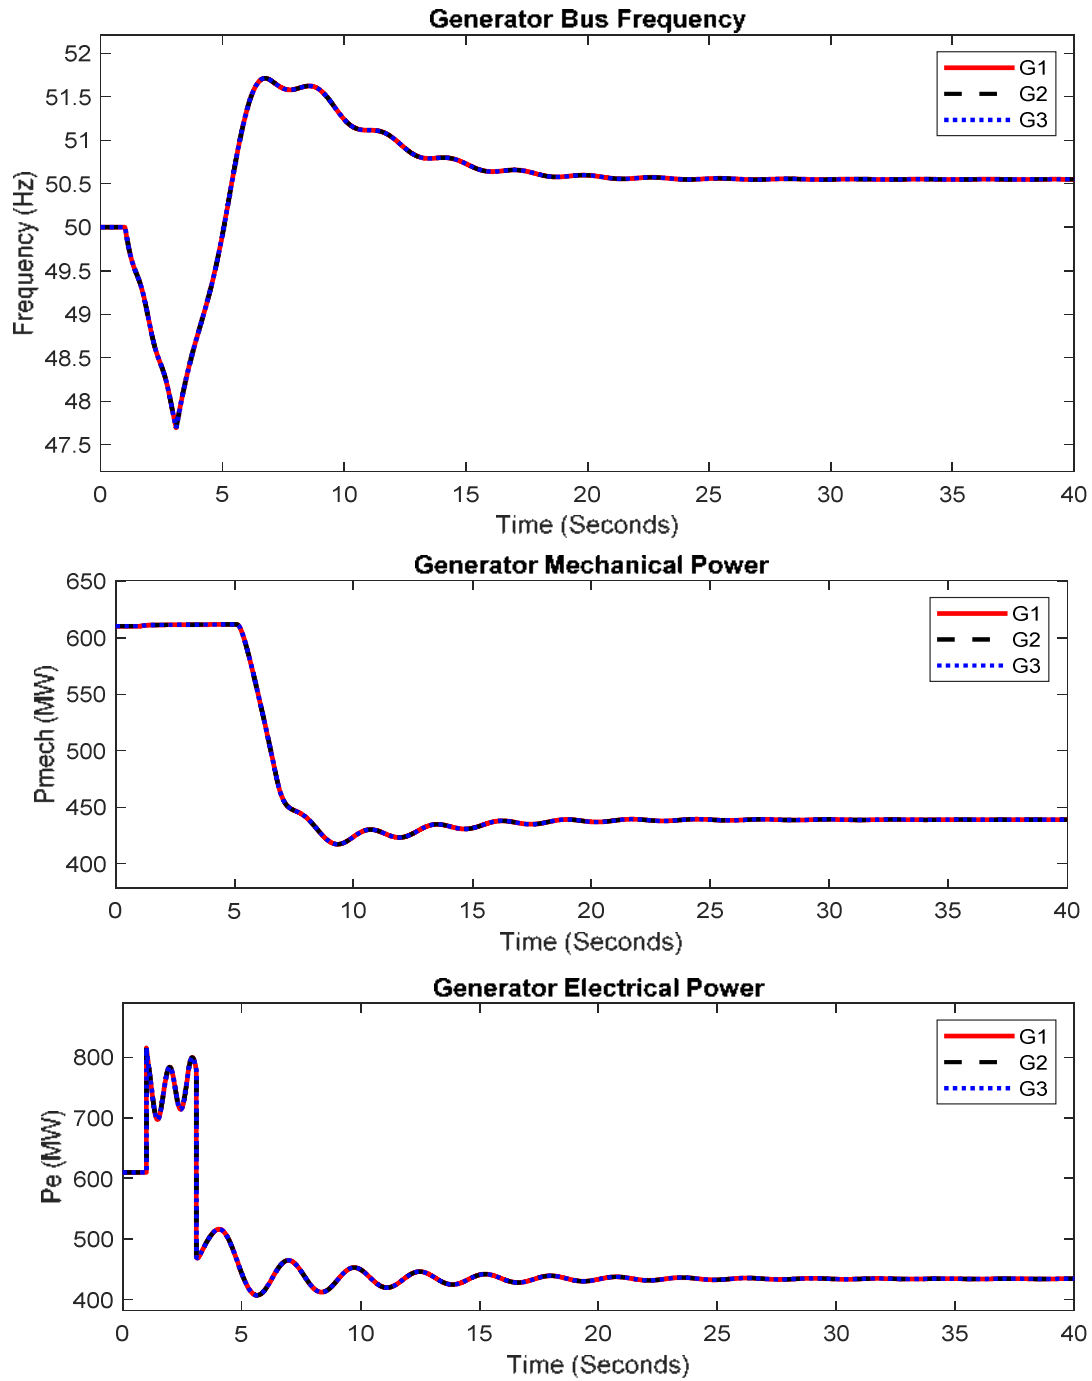 Generator Bus Frequency
52
51.5
51
50.5
50
49.5
49
48.5
48
47.5
Frequency (Hz)
G1
G2
G3
0 5 10 15 20 25 30 35 40
Time (Seconds)
Generator Mechanical Power
650
600
550
500
450
400
Pmech (MW)
G1
G2
G3
0 5 10 15 20 25 30 35 40
Time (Seconds)
Generator Electrical Power
800
700
600
500
400
Pe (MW)
G1
G2
G3
0 5 10 15 20 25 30 35 40
Time (Seconds)